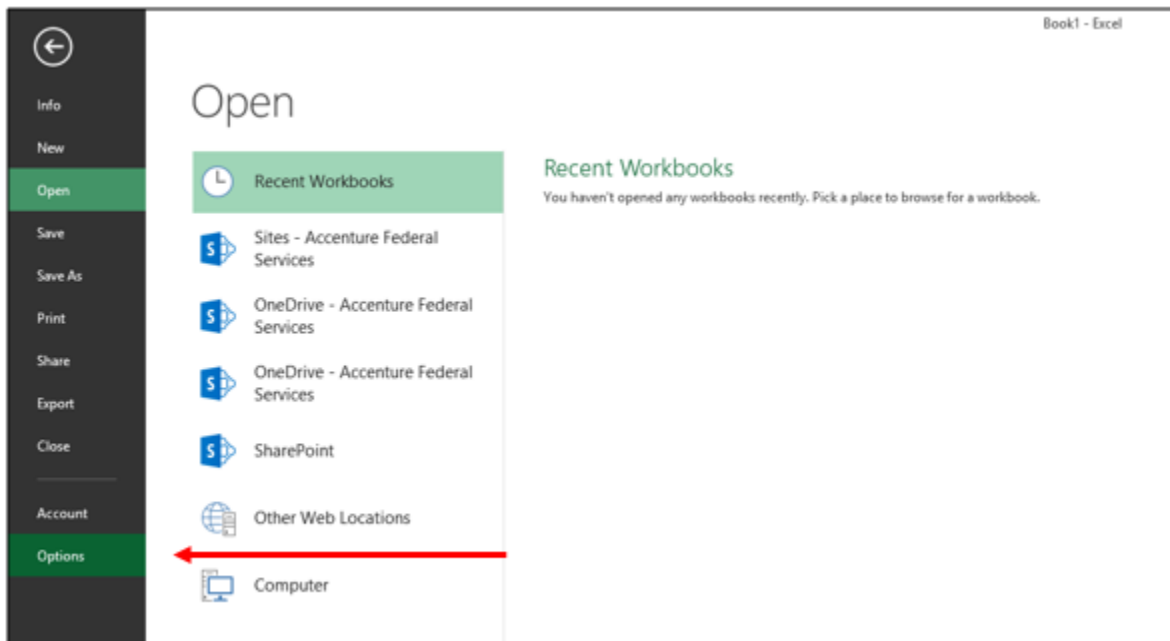 Book1 - Excel
Info
New
Open
Save
Save As
Print
Share
Export
Close
Account
Options
Open
Recent Workbooks
Sites - Accenture Federal
Services
OneDrive - Accenture Federal
Services
OneDrive - Accenture Federal
Services
SharePoint
Other Web Locations
Computer
Recent Workbooks
You haven't opened any workbooks recently. Pick a place to browse for a workbook.